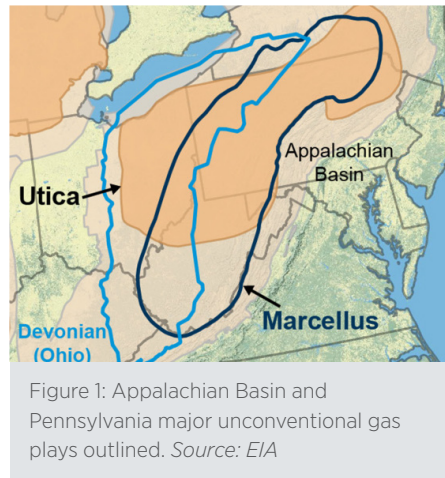 Appalachian
Basin
Utica
Marcellus
Devonian
(Ohio)
Figure 1: Appalachian Basin and
Pennsylvania major unconventional gas
plays outlined. Source: EIA